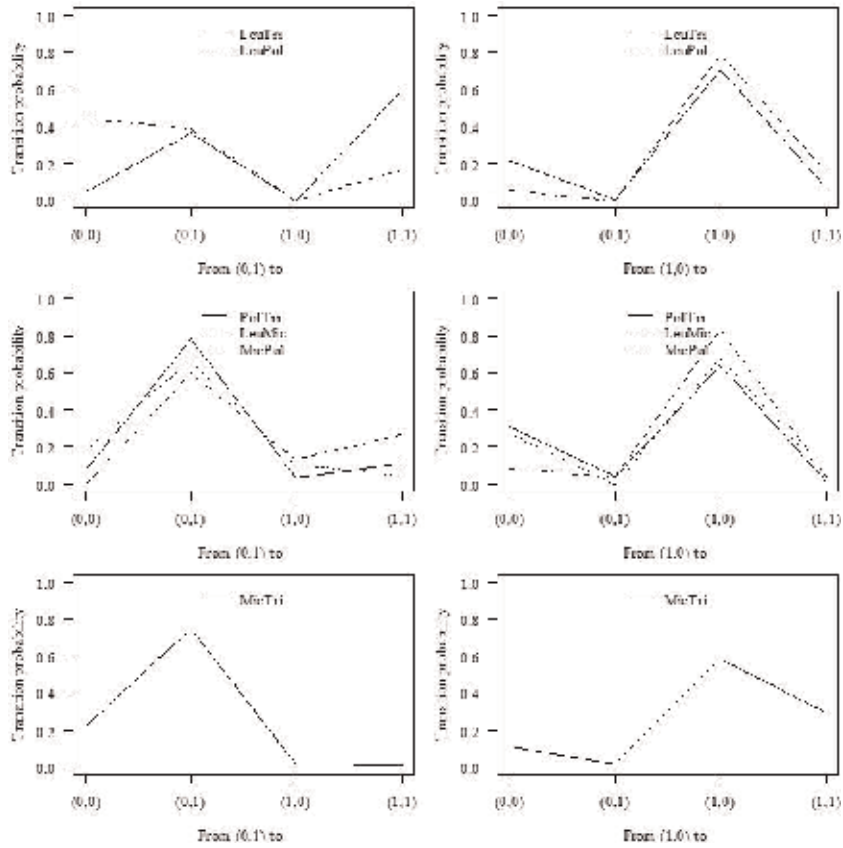 1.0
0.8
0.6
0.4
0.2
0.0
Transition probability
LeuPol
(0,0) (0,1) (1,0) (1,1)
From (0,1) to
1.0
0.8
0.6
0.4
0.2
0.0
Transition probability
LeuPol
(0,0) (0,1) (1,0) (1,1)
From (1,0) to
1.0
0.8
0.6
0.4
0.2
0.0
Transition probability
LeuMic
MicPol
(0,0) (0,1) (1,0) (1,1)
From (0,1) to
1.0
0.8
0.6
0.4
0.2
0.0
Transition probability
LeuMic
MicPol
(0,0) (0,1) (1,0) (1,1)
From (1,0) to
1.0
0.8
0.6
0.4
0.2
0.0
Transition probability
MicTri
(0,0) (0,1) (1,0) (1,1)
From (0,1) to
1.0
0.8
0.6
0.4
0.2
0.0
Transition probability
MicTri
(0,0) (0,1) (1,0) (1,1)
From (1,0) to